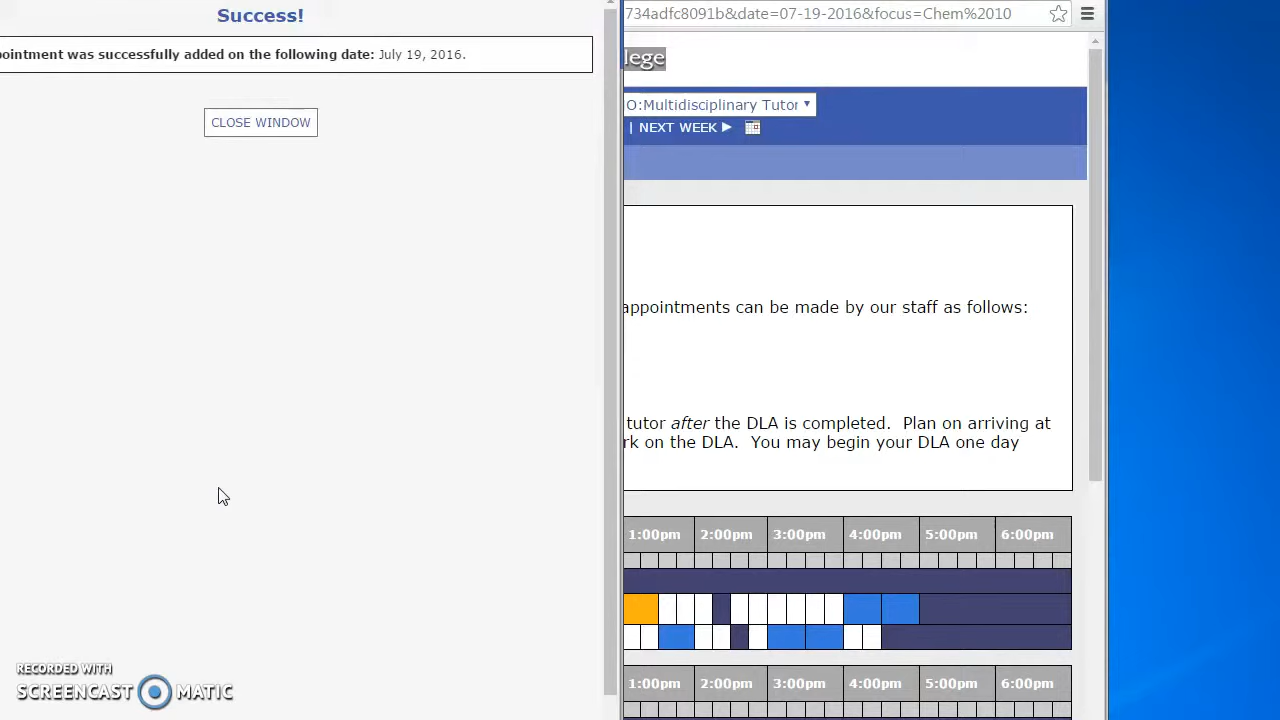 Success!
pointment was successfully added on the following date: July 19, 2016.
CLOSE WINDOW
734adfc8091b&date=07-19-2016&focus=Chem%2010
lege
O:Multidisciplinary Tutor
| NEXT WEEK
appointments can be made by our staff as follows:
tutor after the DLA is completed. Plan on arriving at
rk on the DLA. You may begin your DLA one day
1:00pm 2:00pm 3:00pm 4:00pm 5:00pm 6:00pm
1:00pm 2:00pm 3:00pm 4:00pm 5:00pm 6:00pm
RECORDED WITH
SCREENCAST MATIC